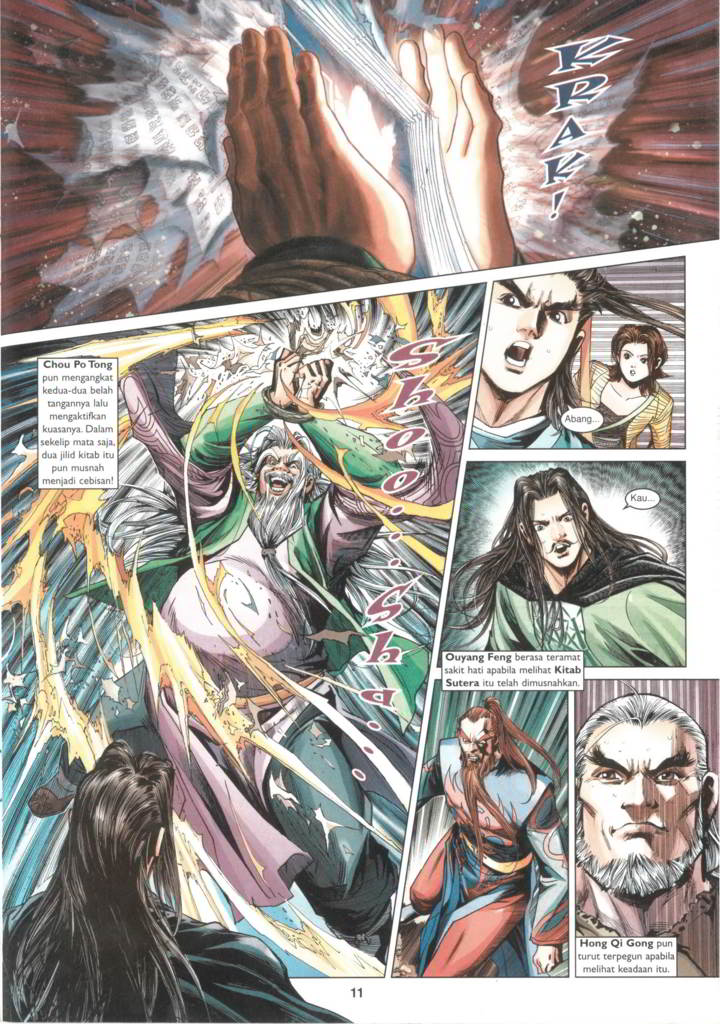 KRAK!
Chou Po Tong
pun mengangkat
kedua-dua belah
tangannya lalu
mengaktifkan
kuasanya. Dalam
sekelip mata saja,
dua jilid kitab itu
pun musnah
menjadi cebisan!
Shoo...Sha...
Abang...
Kau...
Ouyang Feng berasa teramat
sakit hati apabila melihat Kitab
Sutera itu telah dimusnahkan.
Hong Qi Gong pun
turut terpegun apabila
melihat keadaan itu.
11